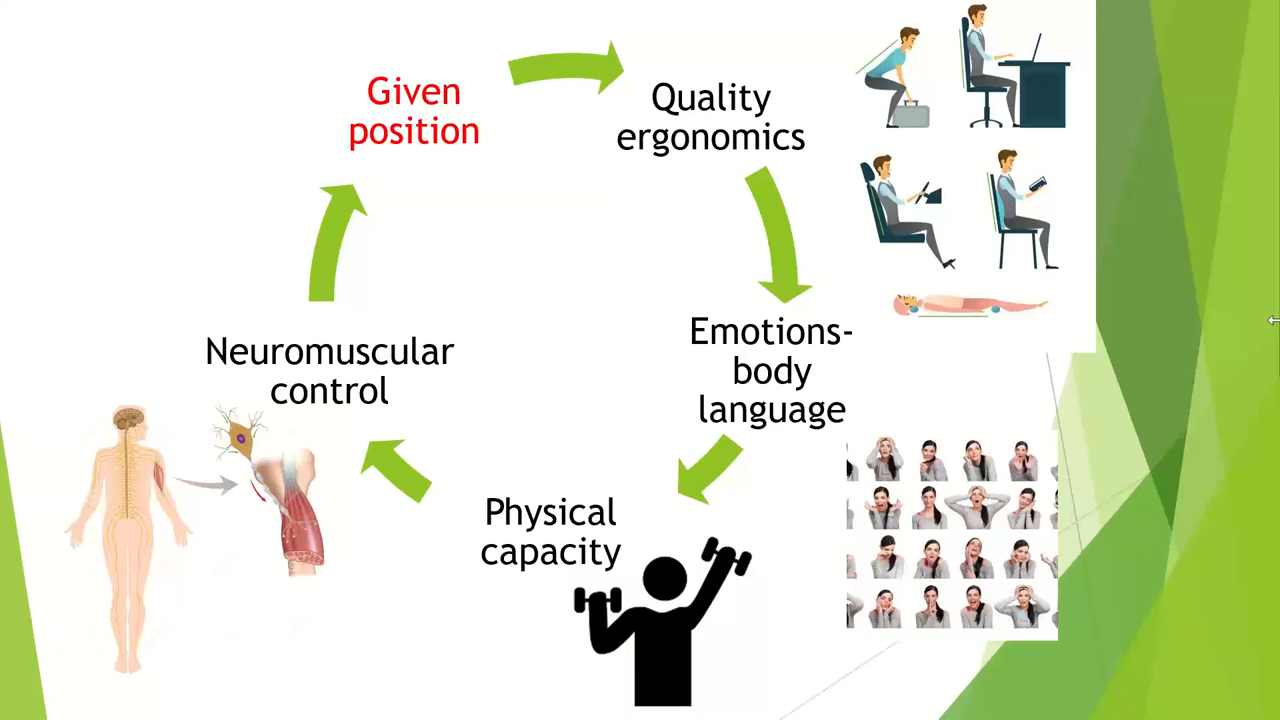 Given
position
Quality
ergonomics
Emotions-
body
language
Physical
capacity
Neuromuscular
control